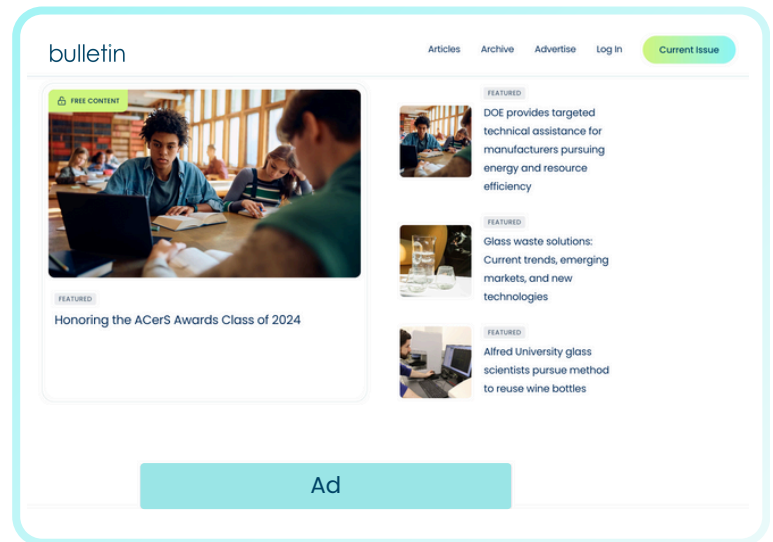 bulletin
Articles
Archive
Advertise
Log In
Current Issue
FREE CONTENT
FEATURED
Honoring the ACerS Awards Class of 2024
FEATURED
DOE provides targeted
technical assistance for
manufacturers pursuing
energy and resource
efficiency
FEATURED
Glass waste solutions:
Current trends, emerging
markets, and new
technologies
FEATURED
Alfred University glass
scientists pursue method
to reuse wine bottles
Ad